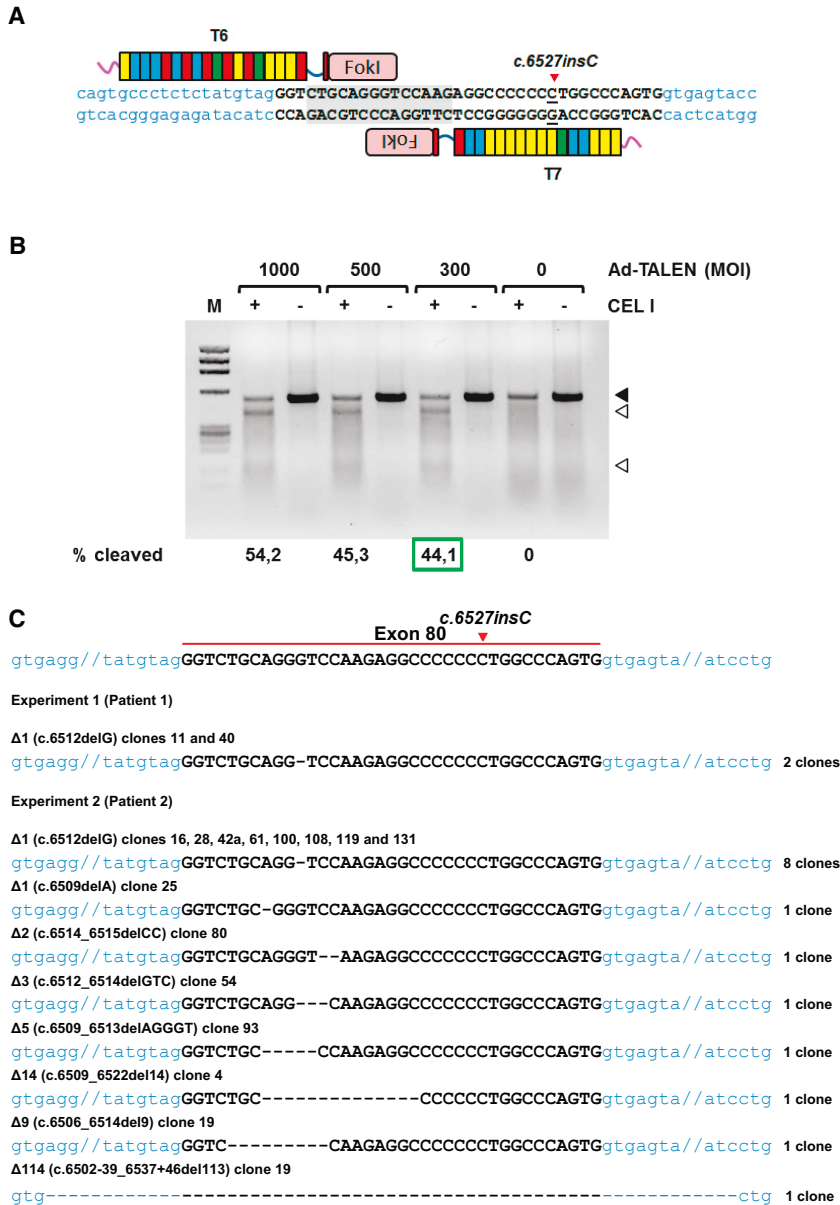 A
T6
FokI
c.6527insC
cagtgccctctctatgtagGGTCTGCAGGGTCCAAGAGGCCCCCCCTGGCCCAGTGgtgagtacc
gtcacgggagagatacatcCCAGACGTCCCAGGTTCTCCGGGGGGGACCGGGTCACcactcatgg
FokI
T7
B
1000 500 300 0 Ad-TALEN (MOI)
M + - + - + - + - CEL I
% cleaved 54,2 45,3 44,1 0
C
c.6527insC
Exon 80
gtgagg//tatgtagGGTCTGCAGGGTCCAAGAGGCCCCCCCTGGCCCAGTGgtgagta//atcctg
Experiment 1 (Patient 1)
Δ1 (c.6512delG) clones 11 and 40
gtgagg//tatgtagGGTCTGCAGG-TCCAAGAGGCCCCCCCTGGCCCAGTGgtgagta//atcctg 2 clones
Experiment 2 (Patient 2)
Δ1 (c.6512delG) clones 16, 28, 42a, 61, 100, 108, 119 and 131
gtgagg//tatgtagGGTCTGCAGG-TCCAAGAGGCCCCCCCTGGCCCAGTGgtgagta//atcctg 8 clones
Δ1 (c.6509delA) clone 25
gtgagg//tatgtagGGTCTGC-GGGTCCAAGAGGCCCCCCCTGGCCCAGTGgtgagta//atcctg 1 clone
Δ2 (c.6514_6515delCC) clone 80
gtgagg//tatgtagGGTCTGCAGGGT--AAGAGGCCCCCCCTGGCCCAGTGgtgagta//atcctg 1 clone
Δ3 (c.6512_6514delGTC) clone 54
gtgagg//tatgtagGGTCTGCAGG---CAAGAGGCCCCCCCTGGCCCAGTGgtgagta//atcctg 1 clone
Δ5 (c.6509_6513delAGGGT) clone 93
gtgagg//tatgtagGGTCTGC-----CCAAGAGGCCCCCCCTGGCCCAGTGgtgagta//atcctg 1 clone
Δ14 (c.6509_6522del14) clone 4
gtgagg//tatgtagGGTCTGC--------------CCCCCCTGGCCCAGTGgtgagta//atcctg 1 clone
Δ9 (c.6506_6514del9) clone 19
gtgagg//tatgtagGGTC---------CAAGAGGCCCCCCCTGGCCCAGTGgtgagta//atcctg 1 clone
Δ114 (c.6502-39_6537+46del113) clone 19
gtg-----------------------------------------------------------------ctg 1 clone